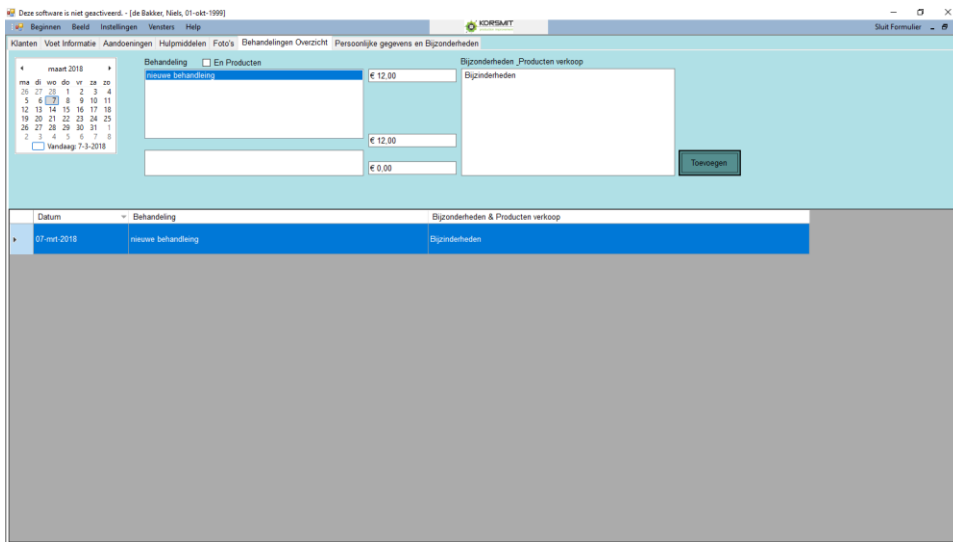 Deze software is niet geactiveerd. - [de Bakker, Niels, 01-okt-1999]
Beginnen Beeld Instellingen Vensters Help KORSMIT Sluit Formulier
Klanten Voet Informatie Aandoeningen Hulpmiddelen Foto's Behandelingen Overzicht Persoonlijke gegevens en Bijzonderheden
maart 2018
ma di wo do vr za zo
26 27 28 1 2 3 4
5 6 7 8 9 10 11
12 13 14 15 16 17 18
19 20 21 22 23 24 25
26 27 28 29 30 31 1
2 3 4 5 6 7 8
Vandaag: 7-3-2018
Behandeling En Producten
nieuwe behandleing
€ 12,00
€ 12,00
€ 0,00
Bijzonderheden _Producten verkoop
Bijzinderheden
Toevoegen
Datum Behandeling Bijzonderheden & Producten verkoop
07-mrt-2018 nieuwe behandleing Bijzinderheden